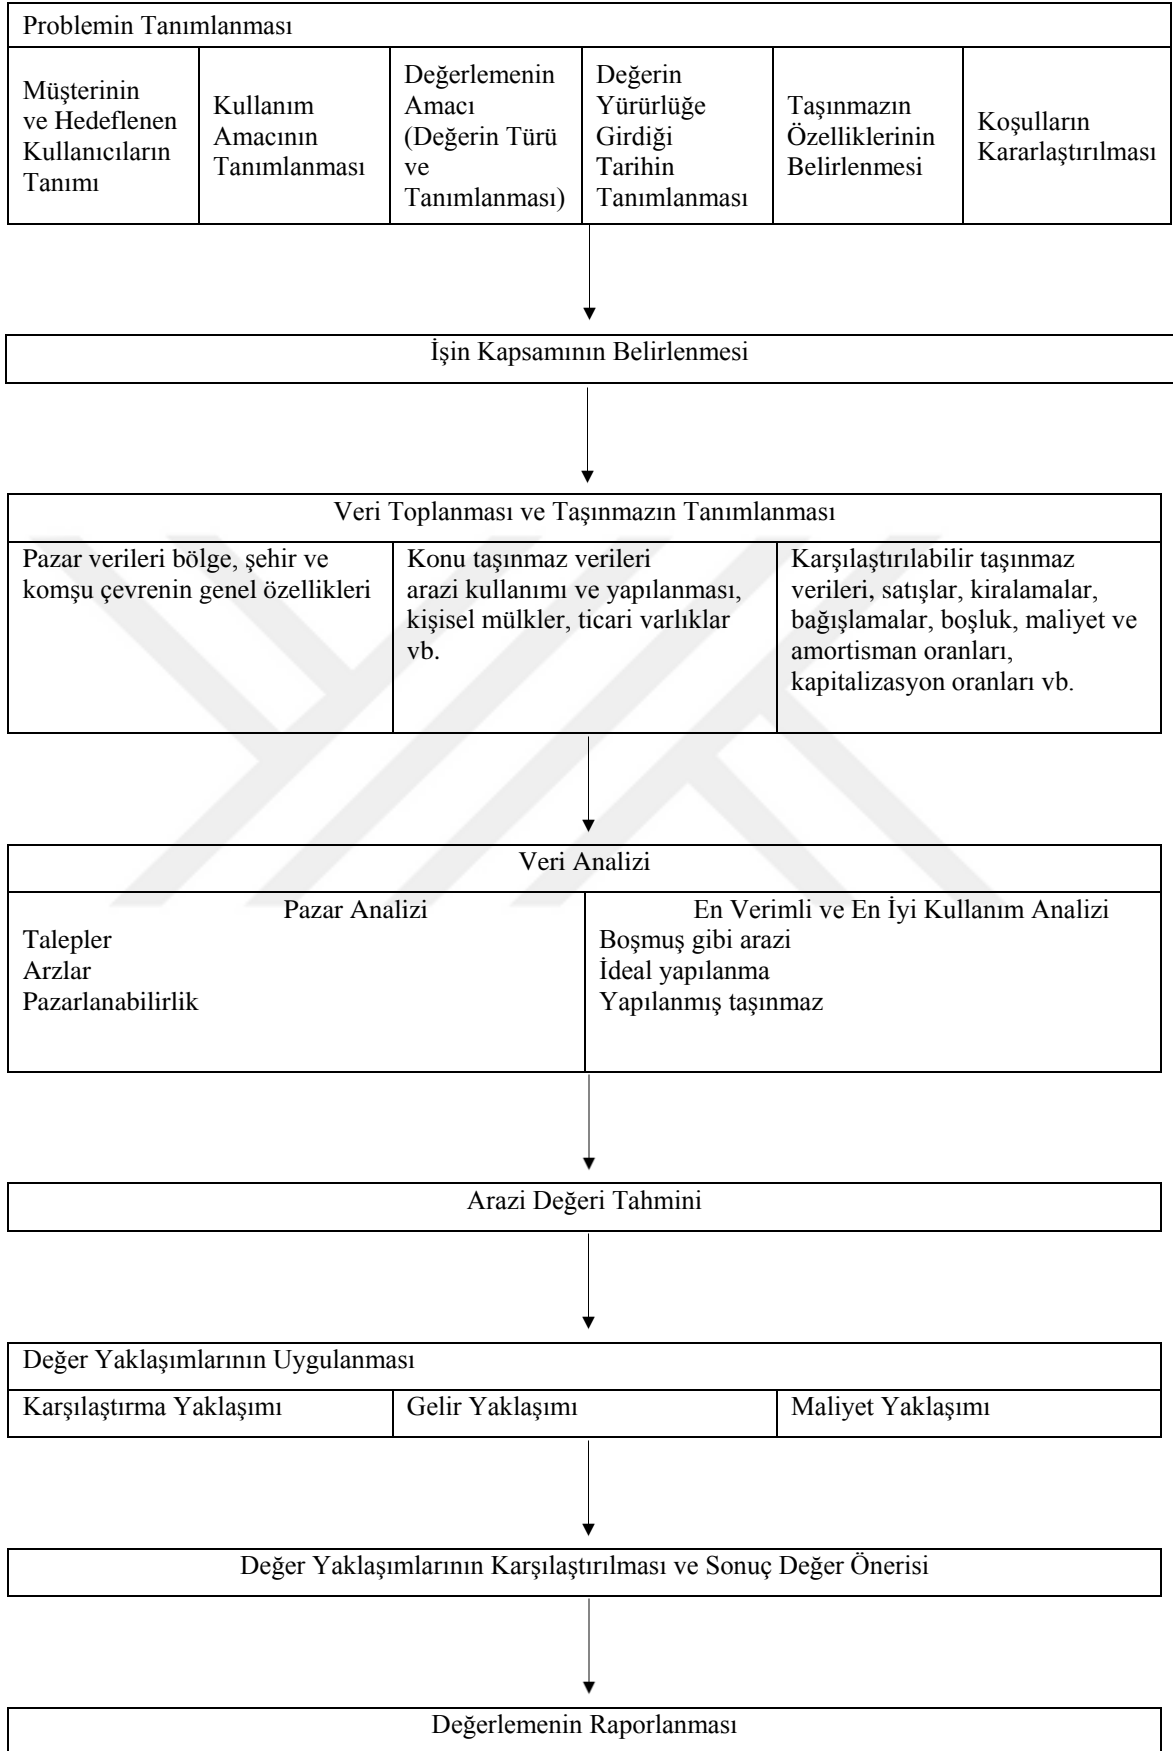 Problemin Tanımlanması
Müşterinin
ve Hedeflenen
Kullanıcıların
Tanımı
Kullanım
Amacının
Tanımlanması
Değerlemenin
Amacı
(Değerin Türü
ve
Tanımlanması)
Değerin
Yürürlüğe
Girdiği
Tarihin
Tanımlanması
Taşınmazın
Özelliklerinin
Belirlenmesi
Koşulların
Kararlaştırılması
İşin Kapsamının Belirlenmesi
Veri Toplanması ve Taşınmazın Tanımlanması
Pazar verileri bölge, şehir ve
komşu çevrenin genel özellikleri
Konu taşınmaz verileri
arazi kullanımı ve yapılanması,
kişisel mülkler, ticari varlıklar
vb.
Karşılaştırılabilir taşınmaz
verileri, satışlar, kiralamalar,
bağışlamalar, boşluk, maliyet ve
amortisman oranları,
kapitalizasyon oranları vb.
Veri Analizi
Pazar Analizi
Talepler
Arzlar
Pazarlanabilirlik
En Verimli ve En İyi Kullanım Analizi
Boşmuş gibi arazi
İdeal yapılanma
Yapılanmış taşınmaz
Arazi Değeri Tahmini
Değer Yaklaşımlarının Uygulanması
Karşılaştırma Yaklaşımı
Gelir Yaklaşımı
Maliyet Yaklaşımı
Değer Yaklaşımlarının Karşılaştırılması ve Sonuç Değer Önerisi
Değerlemenin Raporlanması